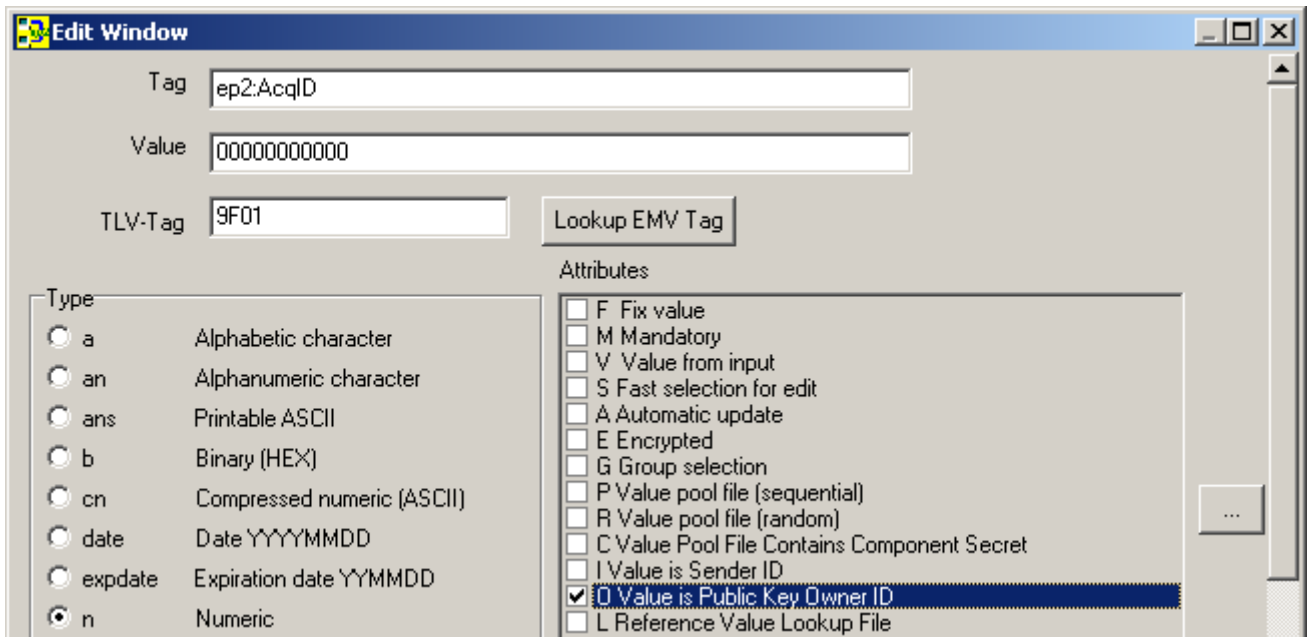 Edit Window
Tag ep2:AcqID
Value 00000000000
TLV-Tag 9F01 Lookup EMV Tag
Type
a Alphabetic character
an Alphanumeric character
ans Printable ASCII
b Binary (HEX)
cn Compressed numeric (ASCII)
date Date YYYYMMDD
expdate Expiration date YYMMDD
n Numeric
Attributes
F Fix value
M Mandatory
V Value from input
S Fast selection for edit
A Automatic update
E Encrypted
G Group selection
P Value pool file (sequential)
R Value pool file (random)
C Value Pool File Contains Component Secret
I Value is Sender ID
O Value is Public Key Owner ID
L Reference Value Lookup File
...